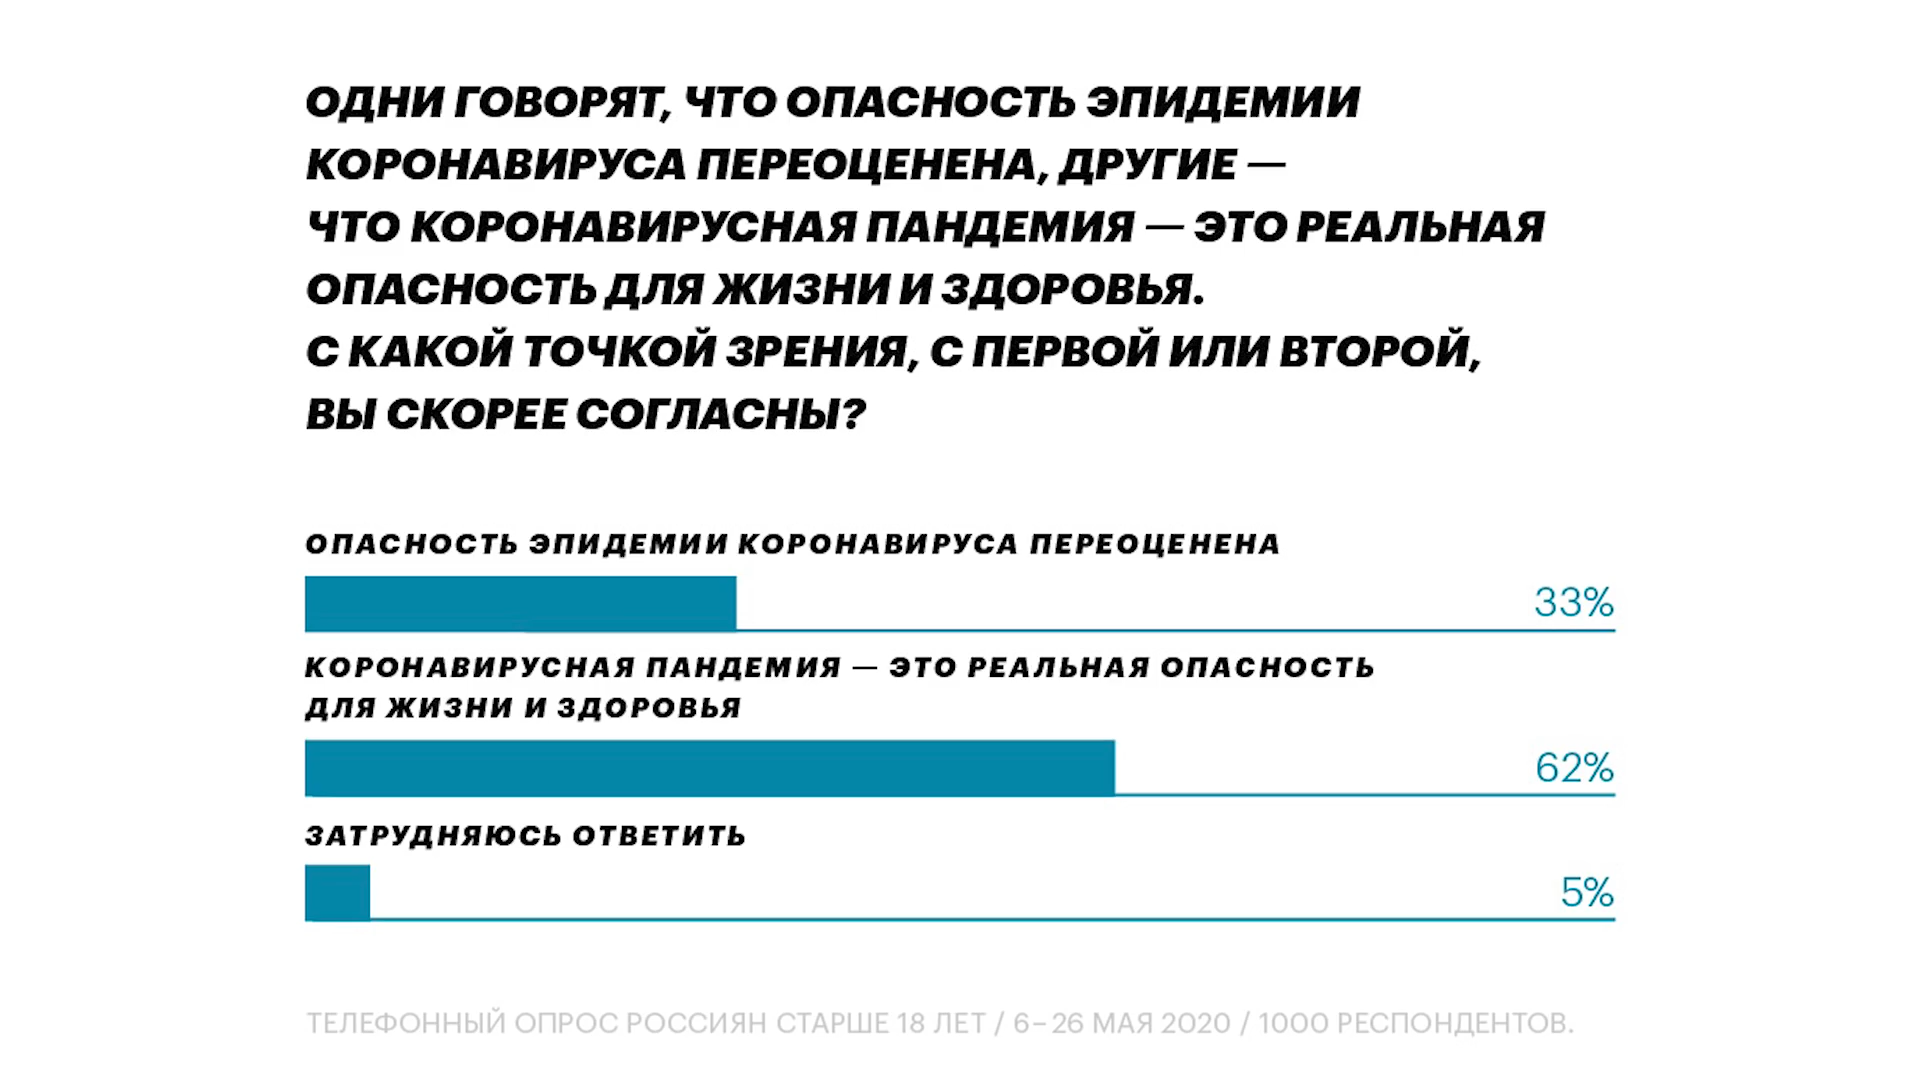 ОДНИ ГОВОРЯТ, ЧТО ОПАСНОСТЬ ЭПИДЕМИИ
КОРОНАВИРУСА ПЕРЕОЦЕНЕНА, ДРУГИЕ —
ЧТО КОРОНАВИРУСНАЯ ПАНДЕМИЯ — ЭТО РЕАЛЬНАЯ
ОПАСНОСТЬ ДЛЯ ЖИЗНИ И ЗДОРОВЬЯ.
С КАКОЙ ТОЧКОЙ ЗРЕНИЯ, С ПЕРВОЙ ИЛИ ВТОРОЙ,
ВЫ СКОРЕЕ СОГЛАСНЫ?
ОПАСНОСТЬ ЭПИДЕМИИ КОРОНАВИРУСА ПЕРЕОЦЕНЕНА
33%
КОРОНАВИРУСНАЯ ПАНДЕМИЯ — ЭТО РЕАЛЬНАЯ ОПАСНОСТЬ
ДЛЯ ЖИЗНИ И ЗДОРОВЬЯ
62%
ЗАТРУДНЯЮСЬ ОТВЕТИТЬ
5%
ТЕЛЕФОННЫЙ ОПРОС РОССИЯН СТАРШЕ 18 ЛЕТ / 6–26 МАЯ 2020 / 1000 РЕСПОНДЕНТОВ.